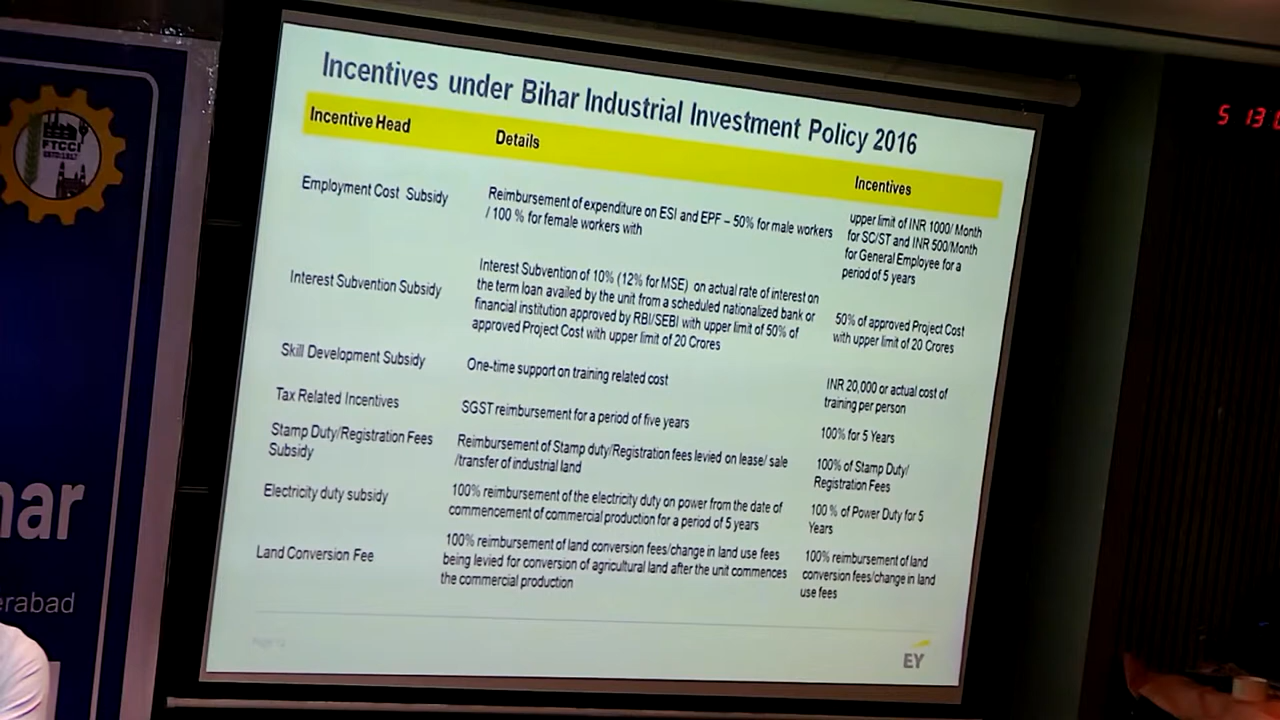 FTCCI
nar
erabad
Incentives under Bihar Industrial Investment Policy 2016
Incentive Head
Details
Incentives
Employment Cost Subsidy
Reimbursement of expenditure on ESI and EPF – 50% for male workers
/ 100 % for female workers with
upper limit of INR 1000/ Month
for SC/ST and INR 500/Month
for General Employee for a
period of 5 years
Interest Subvention Subsidy
Interest Subvention of 10% (12% for MSE) on actual rate of interest on
the term loan availed by the unit from a scheduled nationalized bank or
financial institution approved by RBI/SEBI with upper limit of 50% of
approved Project Cost with upper limit of 20 Crores
50% of approved Project Cost
with upper limit of 20 Crores
Skill Development Subsidy
One-time support on training related cost
INR 20,000 or actual cost of
training per person
Tax Related Incentives
SGST reimbursement for a period of five years
100% for 5 Years
Stamp Duty/Registration Fees
Subsidy
Reimbursement of Stamp duty/Registration fees levied on lease/ sale
/transfer of industrial land
100% of Stamp Duty/
Registration Fees
Electricity duty subsidy
100% reimbursement of the electricity duty on power from the date of
commencement of commercial production for a period of 5 years
100 % of Power Duty for 5
Years
Land Conversion Fee
100% reimbursement of land conversion fees/change in land use fees
being levied for conversion of agricultural land after the unit commences
the commercial production
100% reimbursement of land
conversion fees/change in land
use fees
EY
5 13